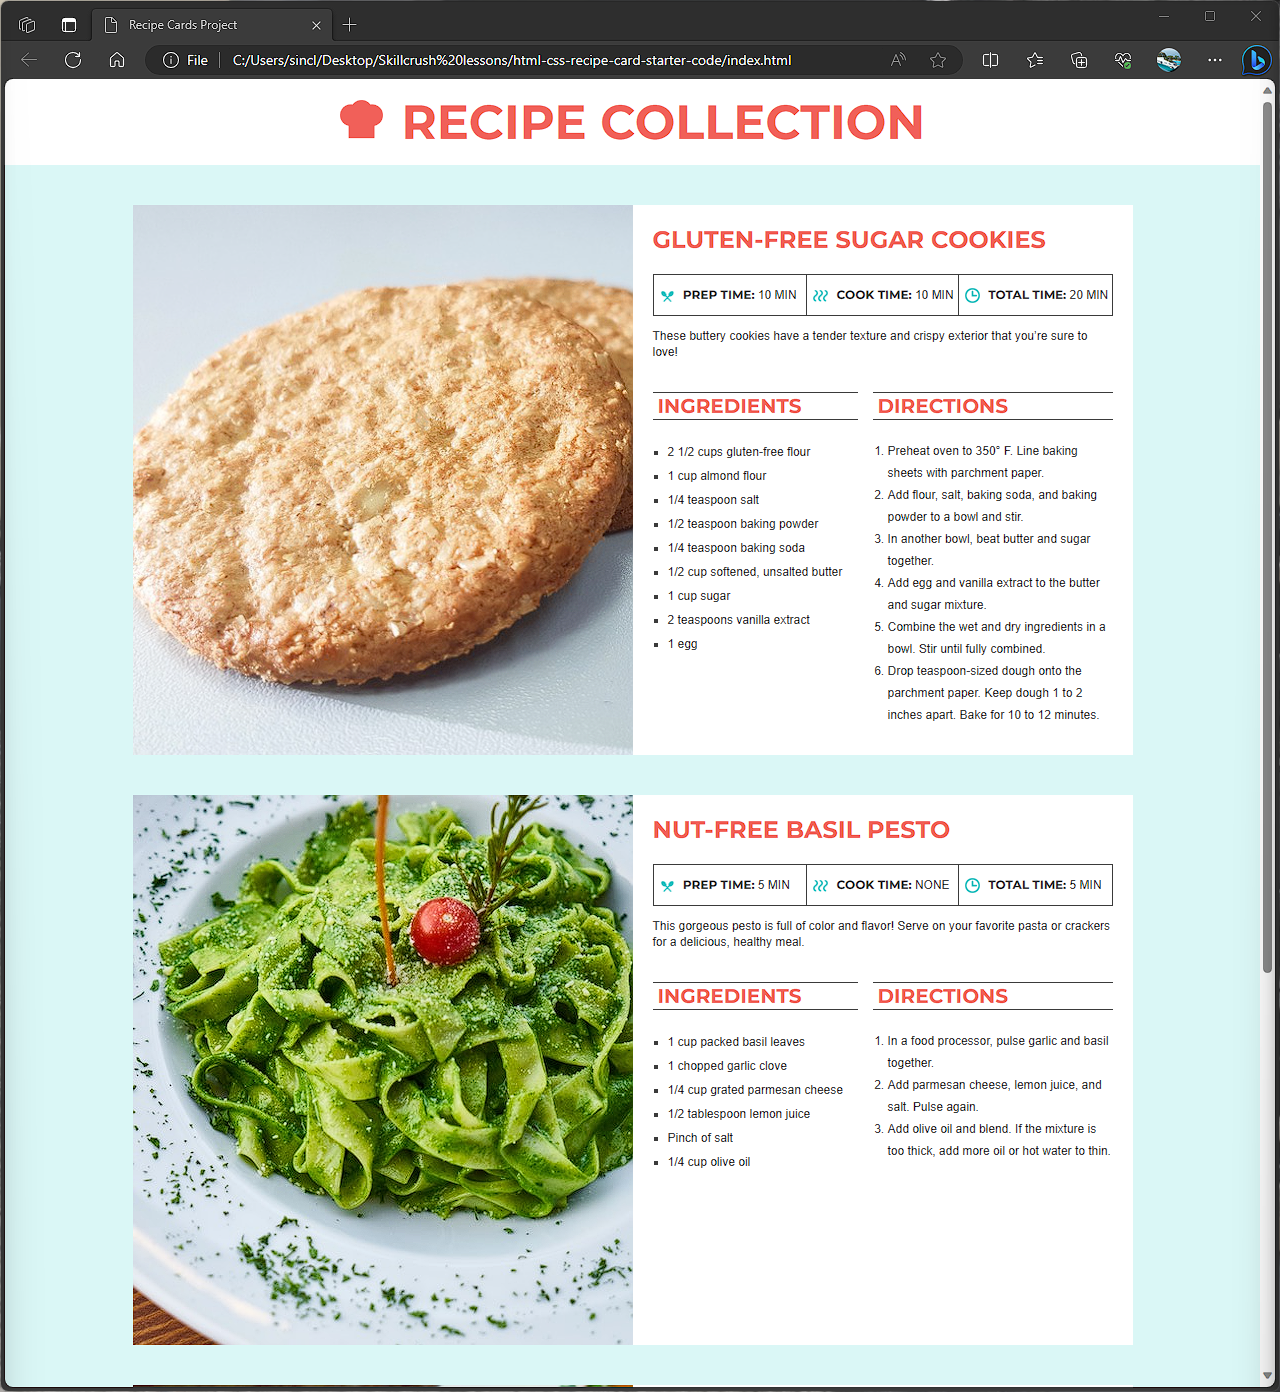 Recipe Cards Project
File
C:/Users/sincl/Desktop/Skillcrush%20lessons/html-css-recipe-card-starter-code/index.html
RECIPE COLLECTION
GLUTEN-FREE SUGAR COOKIES
PREP TIME: 10 MIN
COOK TIME: 10 MIN
TOTAL TIME: 20 MIN
These buttery cookies have a tender texture and crispy exterior that you're sure to
love!
INGREDIENTS
2 1/2 cups gluten-free flour
1 cup almond flour
1/4 teaspoon salt
1/2 teaspoon baking powder
1/4 teaspoon baking soda
1/2 cup softened, unsalted butter
1 cup sugar
2 teaspoons vanilla extract
1 egg
DIRECTIONS
1. Preheat oven to 350° F. Line baking
sheets with parchment paper.
2. Add flour, salt, baking soda, and baking
powder to a bowl and stir.
3. In another bowl, beat butter and sugar
together.
4. Add egg and vanilla extract to the butter
and sugar mixture.
5. Combine the wet and dry ingredients in a
bowl. Stir until fully combined.
6. Drop teaspoon-sized dough onto the
parchment paper. Keep dough 1 to 2
inches apart. Bake for 10 to 12 minutes.
NUT-FREE BASIL PESTO
PREP TIME: 5 MIN
COOK TIME: NONE
TOTAL TIME: 5 MIN
This gorgeous pesto is full of color and flavor! Serve on your favorite pasta or crackers
for a delicious, healthy meal.
INGREDIENTS
1 cup packed basil leaves
1 chopped garlic clove
1/4 cup grated parmesan cheese
1/2 tablespoon lemon juice
Pinch of salt
1/4 cup olive oil
DIRECTIONS
1. In a food processor, pulse garlic and basil
together.
2. Add parmesan cheese, lemon juice, and
salt. Pulse again.
3. Add olive oil and blend. If the mixture is
too thick, add more oil or hot water to thin.